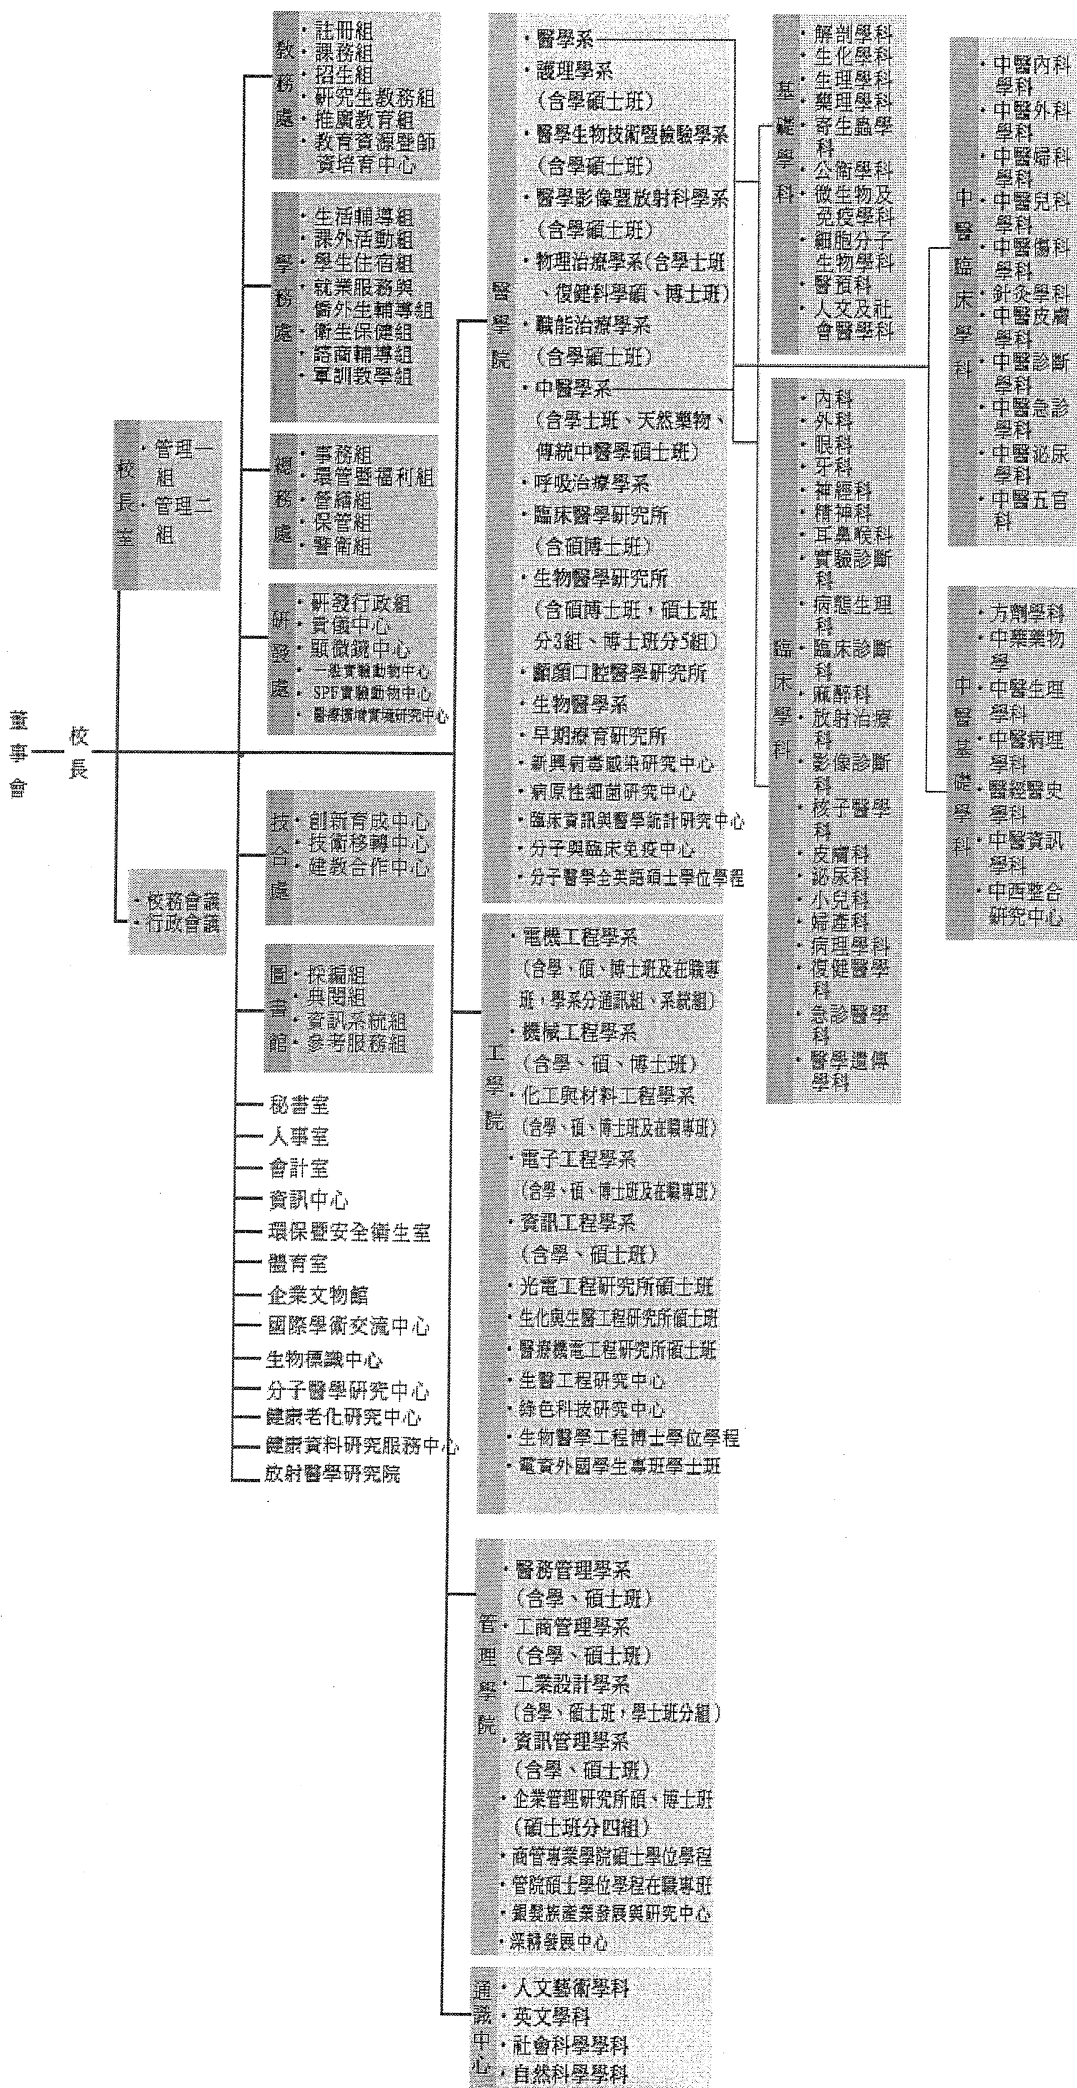 董事會
校長
校長室
・管理一
組
・管理二
組
・校務會議
・行政會議
教務處
・註冊組
・課務組
・招生組
・研究生教務組
・推廣教育組
・教育資源暨師
資培育中心
學務處
・生活輔導組
・課外活動組
・學生住宿組
・就業服務與
僑外生輔導組
・衛生保健組
・諮商輔導組
・軍訓教學組
總務處
・事務組
・環管暨福利組
・營繕組
・保管組
・警衛組
研發處
・研發行政組
・貴儀中心
・顯微鏡中心
・一般實驗動物中心
・SPF實驗動物中心
・醫療擴增實境研究中心
技合處
・創新育成中心
・技術移轉中心
・建教合作中心
圖書館
・採編組
・典閱組
・資訊系統組
・參考服務組
秘書室
人事室
會計室
資訊中心
環保暨安全衛生室
體育室
企業文物館
國際學術交流中心
生物標識中心
分子醫學研究中心
健康老化研究中心
健康資料研究服務中心
放射醫學研究院
醫學院
・醫學系
・護理學系
(含學碩士班)
・醫學生物技術暨檢驗學系
(含學碩士班)
・醫學影像暨放射科學系
(含學碩士班)
・物理治療學系(含學士班
、復健科學碩、博士班)
・職能治療學系
(含學碩士班)
・中醫學系
(含學士班、天然藥物、
傳統中醫學碩士班)
・呼吸治療學系
・臨床醫學研究所
(含碩博士班)
・生物醫學研究所
(含碩博士班，碩士班
分3組、博士班分5組)
・顱顏口腔醫學研究所
・生物醫學系
・早期療育研究所
・新興病毒感染研究中心
・病原性細菌研究中心
・臨床資訊與醫學統計研究中心
・分子與臨床免疫中心
・分子醫學全英語碩士學位學程
工學院
・電機工程學系
(含學，碩、博士班及在職專
班，學系分通訊組、系統組)
・機械工程學系
(含學、碩、博士班)
・化工與材料工程學系
(含學、碩、博士班及在職專班)
・電子工程學系
(含學、碩、博士班及在職專班)
・資訊工程學系
(含學、碩士班)
・光電工程研究所碩士班
・生化與生醫工程研究所碩士班
・醫療機電工程研究所碩士班
・生醫工程研究中心
・綠色科技研究中心
・生物醫學工程博士學位學程
・電資外國學生專班學士班
管理學院
・醫務管理學系
(含學、碩士班)
・工商管理學系
(含學、碩士班)
・工業設計學系
(含學、碩士班，學士班分組)
・資訊管理學系
(含學、碩士班)
・企業管理研究所碩、博士班
(碩士班分四組)
・商管專業學院碩士學位學程
・管院碩士學位學程在職專班
・銀髮族產業發展與研究中心
・深耕發展中心
通識中心
・人文藝術學科
・英文學科
・社會科學學科
・自然科學學科
基礎學科
・解剖學科
・生化學科
・生理學科
・藥理學科
・寄生蟲學
科
・公衛學科
・微生物及
免疫學科
・細胞分子
生物學科
・醫預科
・人文及社
會醫學科
臨床學科
・內科
・外科
・眼科
・牙科
・神經科
・精神科
・耳鼻喉科
・實驗診斷
科
・病態生理
科
・臨床診斷
科
・麻醉科
・放射治療
科
・影像診斷
科
・核子醫學
科
・皮膚科
・泌尿科
・小兒科
・婦產科
・病理學科
・復健醫學
科
・急診醫學
科
・醫學遺傳
學科
中醫臨床學科
・中醫內科
學科
・中醫外科
學科
・中醫婦科
學科
・中醫兒科
學科
・中醫傷科
學科
・針灸學科
・中醫皮膚
學科
・中醫診斷
學科
・中醫急診
學科
・中醫泌尿
學科
・中醫五官
科
中醫基礎學科
・方劑學科
・中藥藥物
學
・中醫生理
學科
・中醫病理
學科
・醫經醫史
學科
・中醫資訊
學科
・中西整合
研究中心